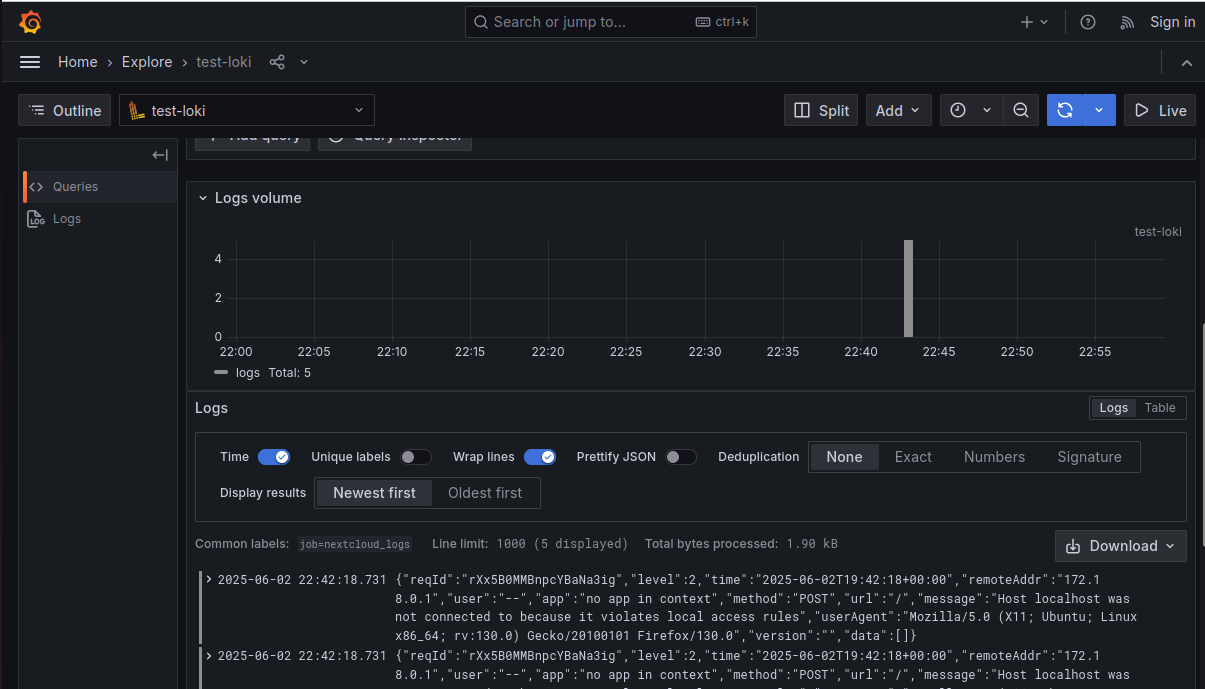 Search or jump to... ctrl+k Sign in
Home › Explore › test-loki
Outline test-loki Split Add Live
Add query Query inspector
Queries
Logs
Logs volume
test-loki
4
2
0
22:00 22:05 22:10 22:15 22:20 22:25 22:30 22:35 22:40 22:45 22:50 22:55
logs Total: 5
Logs Logs Table
Time Unique labels Wrap lines Prettify JSON Deduplication None Exact Numbers Signature
Display results Newest first Oldest first
Common labels: job=nextcloud_logs Line limit: 1000 (5 displayed) Total bytes processed: 1.90 kB Download
2025-06-02 22:42:18.731 {"reqId":"rXx5B0MMBnpcYBaNa3ig","level":2,"time":"2025-06-02T19:42:18+00:00","remoteAddr":"172.1
8.0.1","user":"--","app":"no app in context","method":"POST","url":"/","message":"Host localhost was
not connected to because it violates local access rules","userAgent":"Mozilla/5.0 (X11; Ubuntu; Linux
x86_64; rv:130.0) Gecko/20100101 Firefox/130.0","version":"","data":[]}
2025-06-02 22:42:18.731 {"reqId":"rXx5B0MMBnpcYBaNa3ig","level":2,"time":"2025-06-02T19:42:18+00:00","remoteAddr":"172.1
8.0.1","user":"--","app":"no app in context","method":"POST","url":"/","message":"Host localhost was